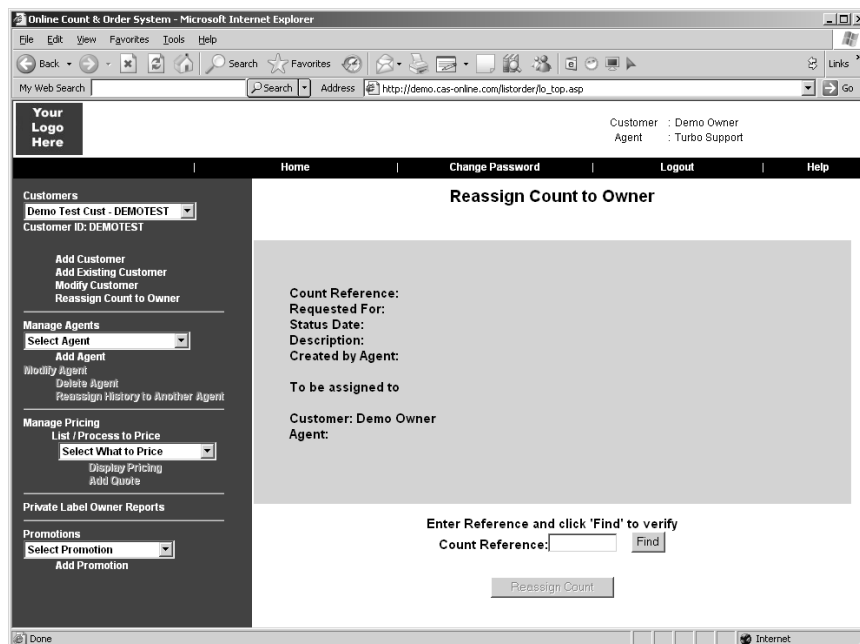 Online Count & Order System - Microsoft Internet Explorer
File Edit View Favorites Tools Help
Back Search Favorites Links »
My Web Search Search Address http://demo.cas-online.com/listorder/lo_top.asp Go
Your
Logo
Here
Customer : Demo Owner
Agent : Turbo Support
| Home | Change Password | Logout | Help
Customers
Demo Test Cust - DEMOTEST
Customer ID: DEMOTEST
Add Customer
Add Existing Customer
Modify Customer
Reassign Count to Owner
Manage Agents
Select Agent
Add Agent
Modify Agent
Delete Agent
Reassign History to Another Agent
Manage Pricing
List / Process to Price
Select What to Price
Display Pricing
Add Quote
Private Label Owner Reports
Promotions
Select Promotion
Add Promotion
Reassign Count to Owner
Count Reference:
Requested For:
Status Date:
Description:
Created by Agent:
To be assigned to
Customer: Demo Owner
Agent:
Enter Reference and click 'Find' to verify
Count Reference: Find
Reassign Count
Done Internet